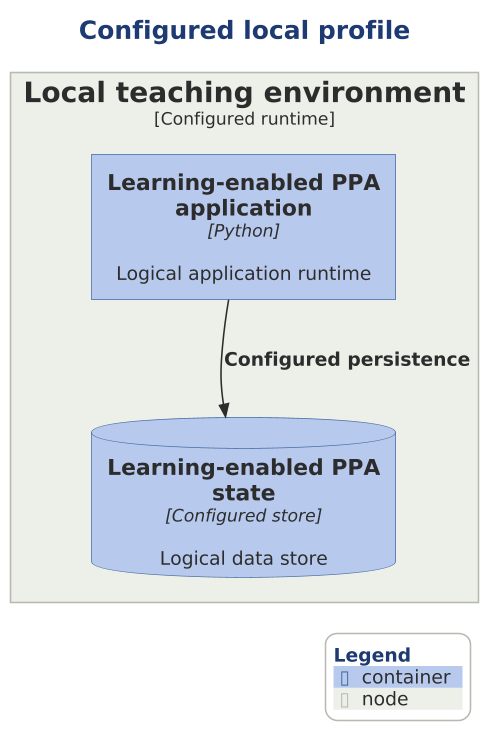 Configured local profile
Local teaching environment
[Configured runtime]
Learning-enabled PPA
application
[Python]
Logical application runtime
Configured persistence
Learning-enabled PPA
state
[Configured store]
Logical data store
Legend
container
node